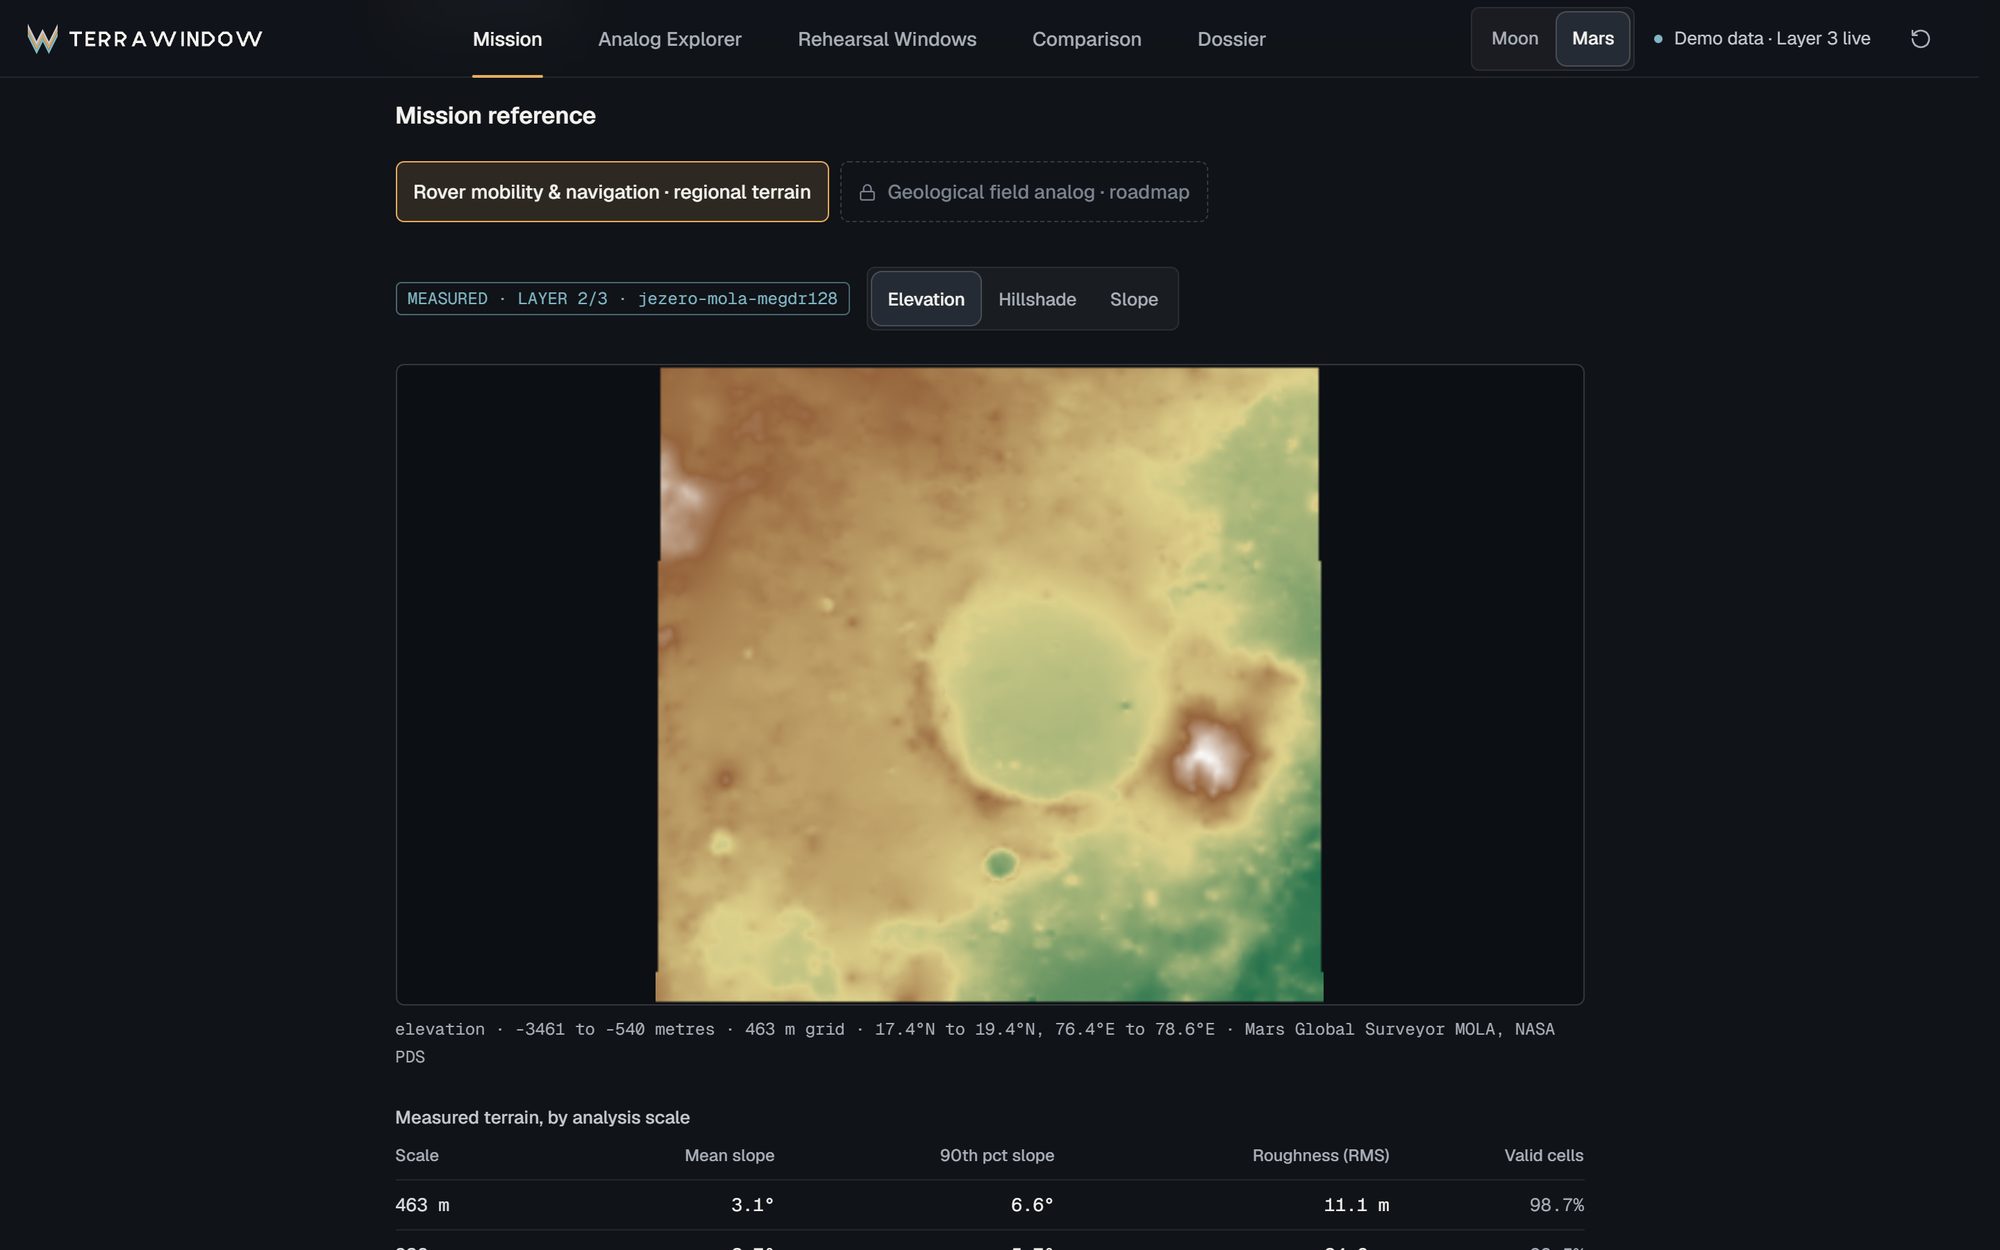 TERRAWINDOW
Mission
Analog Explorer
Rehearsal Windows
Comparison
Dossier
Moon
Mars
Demo data · Layer 3 live
Mission reference
Rover mobility & navigation · regional terrain
Geological field analog · roadmap
MEASURED · LAYER 2/3 · jezero-mola-megdr128
Elevation
Hillshade
Slope
elevation · -3461 to -540 metres · 463 m grid · 17.4°N to 19.4°N, 76.4°E to 78.6°E · Mars Global Surveyor MOLA, NASA
PDS
Measured terrain, by analysis scale
Scale Mean slope 90th pct slope Roughness (RMS) Valid cells
463 m 3.1° 6.6° 11.1 m 98.7%